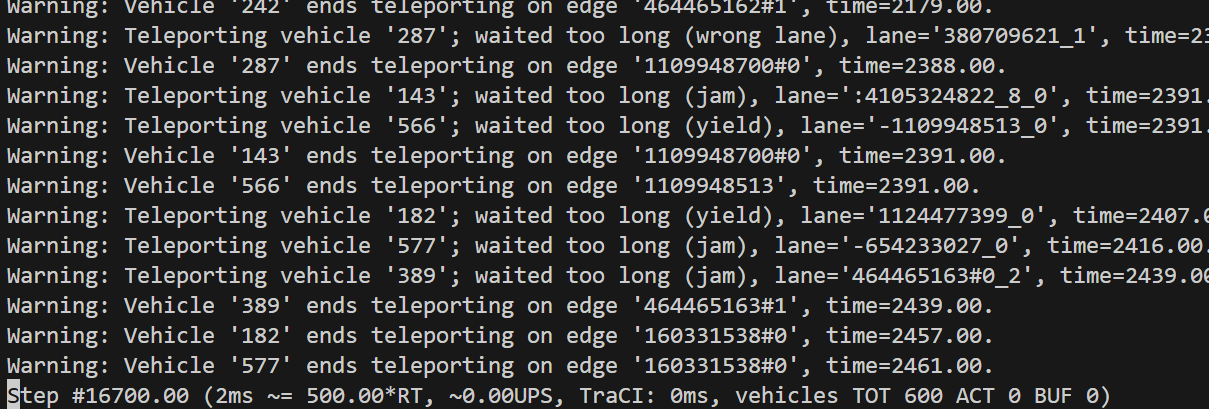 Warning: Vehicle '242' ends teleporting on edge '464465162#1', time=2179.00.
Warning: Teleporting vehicle '287'; waited too long (wrong lane), lane='380709621_1', time=23
Warning: Vehicle '287' ends teleporting on edge '1109948700#0', time=2388.00.
Warning: Teleporting vehicle '143'; waited too long (jam), lane=':4105324822_8_0', time=2391.
Warning: Teleporting vehicle '566'; waited too long (yield), lane='-1109948513_0', time=2391.
Warning: Vehicle '143' ends teleporting on edge '1109948700#0', time=2391.00.
Warning: Vehicle '566' ends teleporting on edge '1109948513', time=2391.00.
Warning: Teleporting vehicle '182'; waited too long (yield), lane='1124477399_0', time=2407.0
Warning: Teleporting vehicle '577'; waited too long (jam), lane='-654233027_0', time=2416.00.
Warning: Teleporting vehicle '389'; waited too long (jam), lane='464465163#0_2', time=2439.00
Warning: Vehicle '389' ends teleporting on edge '464465163#1', time=2439.00.
Warning: Vehicle '182' ends teleporting on edge '160331538#0', time=2457.00.
Warning: Vehicle '577' ends teleporting on edge '160331538#0', time=2461.00.
Step #16700.00 (2ms ~= 500.00*RT, ~0.00UPS, TraCI: 0ms, vehicles TOT 600 ACT 0 BUF 0)